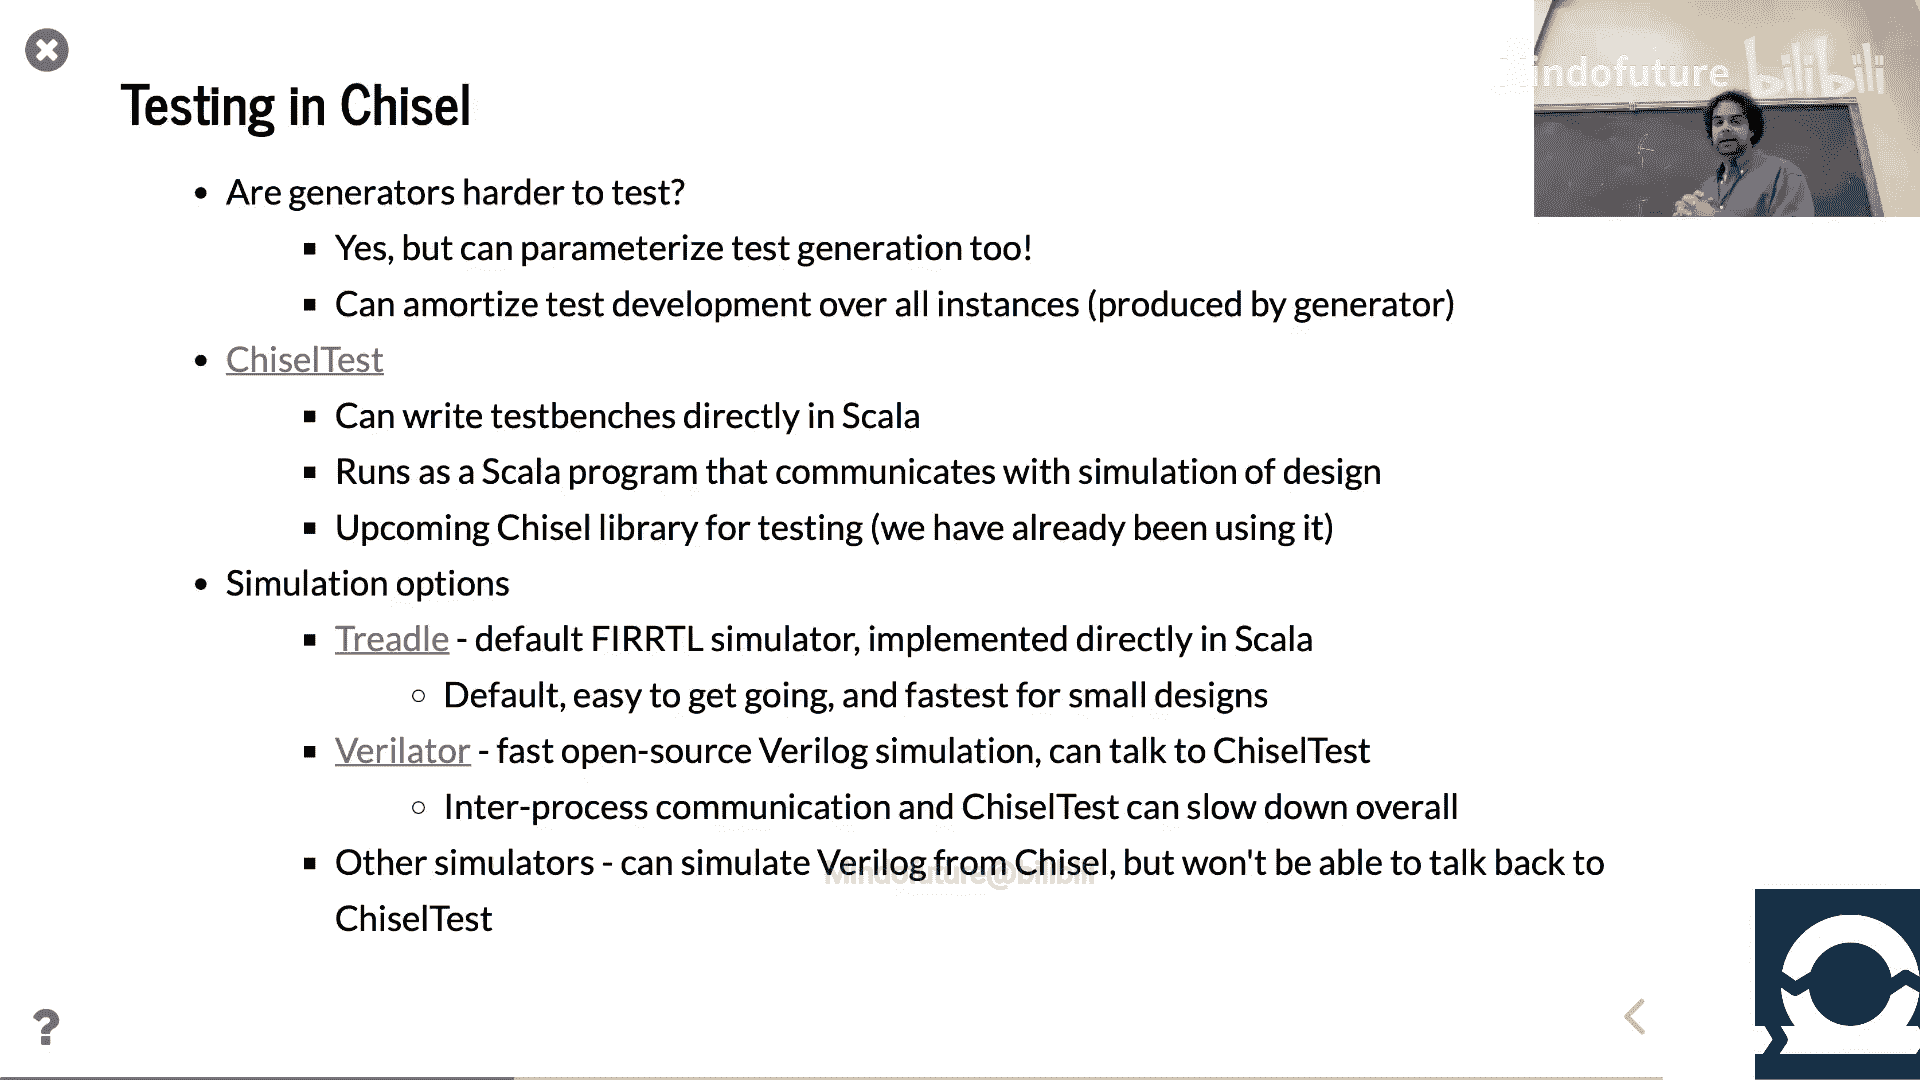 indofuture bilibili
Testing in Chisel
Are generators harder to test?
Yes, but can parameterize test generation too!
Can amortize test development over all instances (produced by generator)
ChiselTest
Can write testbenches directly in Scala
Runs as a Scala program that communicates with simulation of design
Upcoming Chisel library for testing (we have already been using it)
Simulation options
Treadle - default FIRRTL simulator, implemented directly in Scala
Default, easy to get going, and fastest for small designs
Verilator - fast open-source Verilog simulation, can talk to ChiselTest
Inter-process communication and ChiselTest can slow down overall
Other simulators - can simulate Verilog from Chisel, but won't be able to talk back to
ChiselTest
Mindofuture@bilibili
?